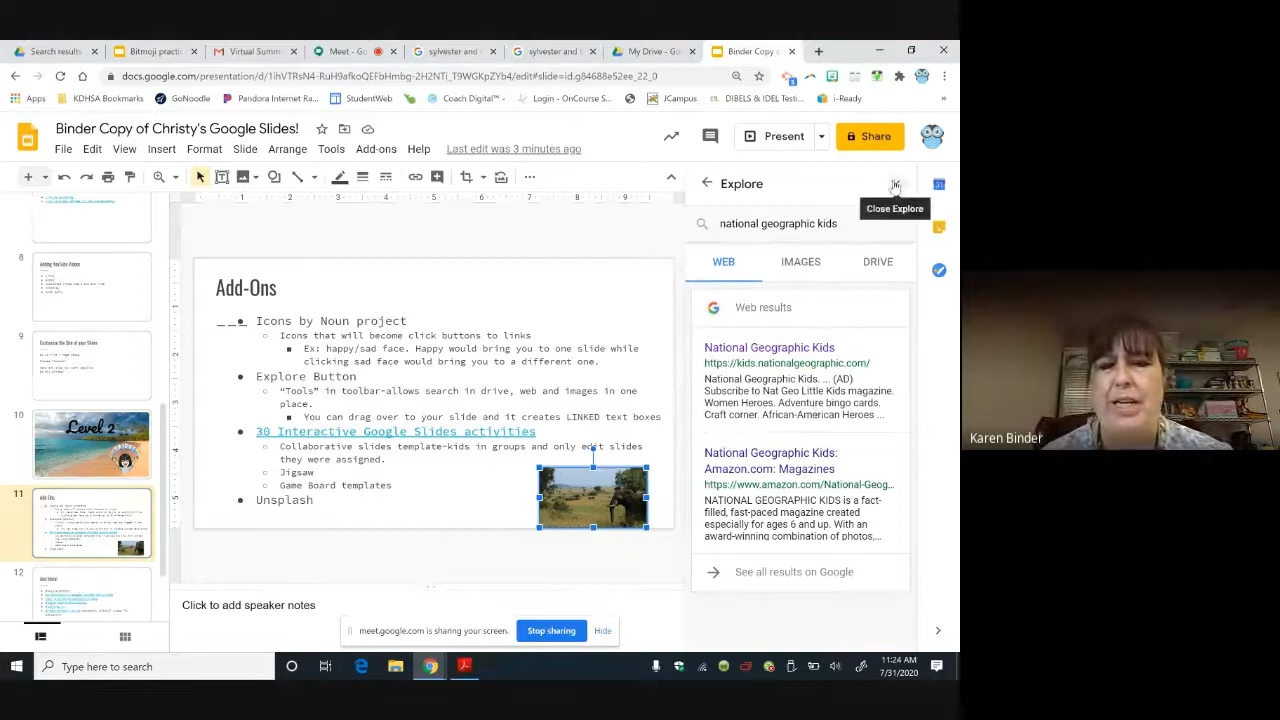 Search results
Bitmoji practic
Virtual Summ
Meet - G
sylvester and
sylvester and t
My Drive - Go
Binder Copy of
docs.google.com/presentation/d/1ihVTRsN4-RuH9afkoQEFbHmbg-2H2NTi_T9WGKpZYb4/edit#slide=id.g84688e52ee_22_0
Apps
KDHSA Bookmarks
GoNoodle
Pandora Internet Ra...
StudentWeb
Coach Digital™ -
Login - OnCourse S...
JCampus
DIBELS & IDEL Testi...
i-Ready
Binder Copy of Christy's Google Slides!
Present
Share
File Edit View Insert Format Slide Arrange Tools Add-ons Help Last edit was 3 minutes ago
Explore
Close Explore
national geographic kids
WEB IMAGES DRIVE
Web results
National Geographic Kids
https://kids.nationalgeographic.com/
National Geographic Kids. ... (AD)
Subscribe to Nat Geo Little Kids magazine.
Women Heroes. Adventure bingo cards.
Craft corner. African-American Heroes ...
National Geographic Kids:
Amazon.com: Magazines
https://www.amazon.com/National-Geog...
NATIONAL GEOGRAPHIC KIDS is a fact-
filled, fast-paced magazine created
especially for ages 6 and up. With an
award-winning combination of photos,...
See all results on Google
8
Adding YouTube Videos
9
Customize the Size of your Slides
10
Level 2
11
Add-Ons
12
Add-Ons
Icons by Noun project
Icons that will become click buttons to links
Ex: happy/sad face. Happy would bring you to one slide while
clicking sad face would bring you to a different one.
Explore Button
"Tools" in toolbar-allows search in drive, web and images in one
place.
You can drag over to your slide and it creates LINKED text boxes
30 Interactive Google Slides activities
Collaborative slides template-kids in groups and only edit slides
they were assigned.
Jigsaw
Game Board templates
Unsplash
Click to add speaker notes
meet.google.com is sharing your screen.
Stop sharing
Hide
Type here to search
11:24 AM
7/31/2020
Karen Binder